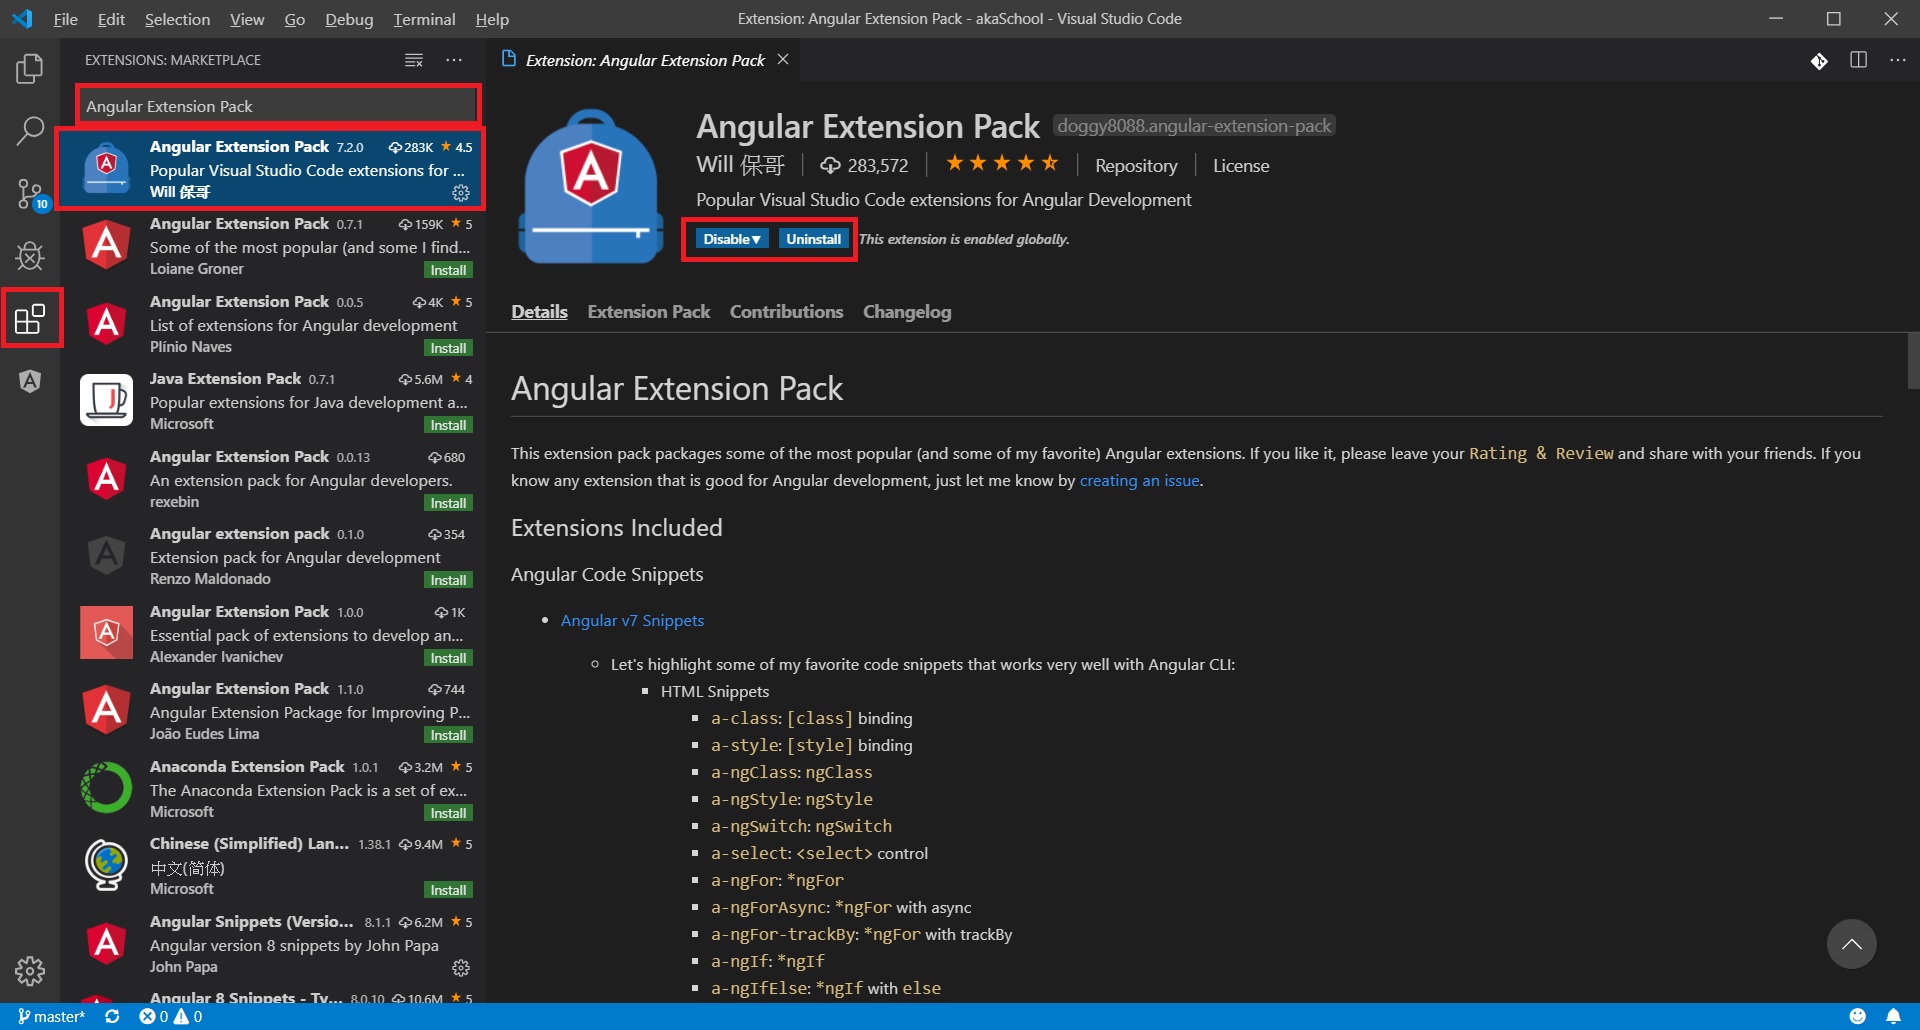 File Edit Selection View Go Debug Terminal Help
Extension: Angular Extension Pack - akaSchool - Visual Studio Code
EXTENSIONS: MARKETPLACE
Angular Extension Pack
Angular Extension Pack 7.2.0 283K ★ 4.5
Popular Visual Studio Code extensions for ...
Will 保哥
Angular Extension Pack 0.7.1 159K ★ 5
Some of the most popular (and some I find...
Loiane Groner
Install
Angular Extension Pack 0.0.5 4K ★ 5
List of extensions for Angular development
Plínio Naves
Install
Java Extension Pack 0.7.1 5.6M ★ 4
Popular extensions for Java development a...
Microsoft
Install
Angular Extension Pack 0.0.13 680
An extension pack for Angular developers.
rexebin
Install
Angular extension pack 0.1.0 354
Extension pack for Angular development
Renzo Maldonado
Install
Angular Extension Pack 1.0.0 1K
Essential pack of extensions to develop an...
Alexander Ivanichev
Install
Angular Extension Pack 1.1.0 744
Angular Extension Package for Improving P...
João Eudes Lima
Install
Anaconda Extension Pack 1.0.1 3.2M ★ 5
The Anaconda Extension Pack is a set of ex...
Microsoft
Install
Chinese (Simplified) Lan... 1.38.1 9.4M ★ 5
中文(简体)
Microsoft
Install
Angular Snippets (Versio... 8.1.1 6.2M ★ 5
Angular version 8 snippets by John Papa
John Papa
Angular 8 Snippets - Ty... 8.0.10 10.6M ★ 5
10
Extension: Angular Extension Pack
Angular Extension Pack doggy8088.angular-extension-pack
Will 保哥 283,572 Repository License
Popular Visual Studio Code extensions for Angular Development
Disable▼ Uninstall This extension is enabled globally.
Details Extension Pack Contributions Changelog
Angular Extension Pack
This extension pack packages some of the most popular (and some of my favorite) Angular extensions. If you like it, please leave your Rating & Review and share with your friends. If you
know any extension that is good for Angular development, just let me know by creating an issue.
Extensions Included
Angular Code Snippets
• Angular v7 Snippets
Let's highlight some of my favorite code snippets that works very well with Angular CLI:
HTML Snippets
a-class: [class] binding
a-style: [style] binding
a-ngClass: ngClass
a-ngStyle: ngStyle
a-ngSwitch: ngSwitch
a-select: <select> control
a-ngFor: *ngFor
a-ngForAsync: *ngFor with async
a-ngFor-trackBy: *ngFor with trackBy
a-ngIf: *ngIf
a-ngIfElse: *ngIf with else
master* 0 0